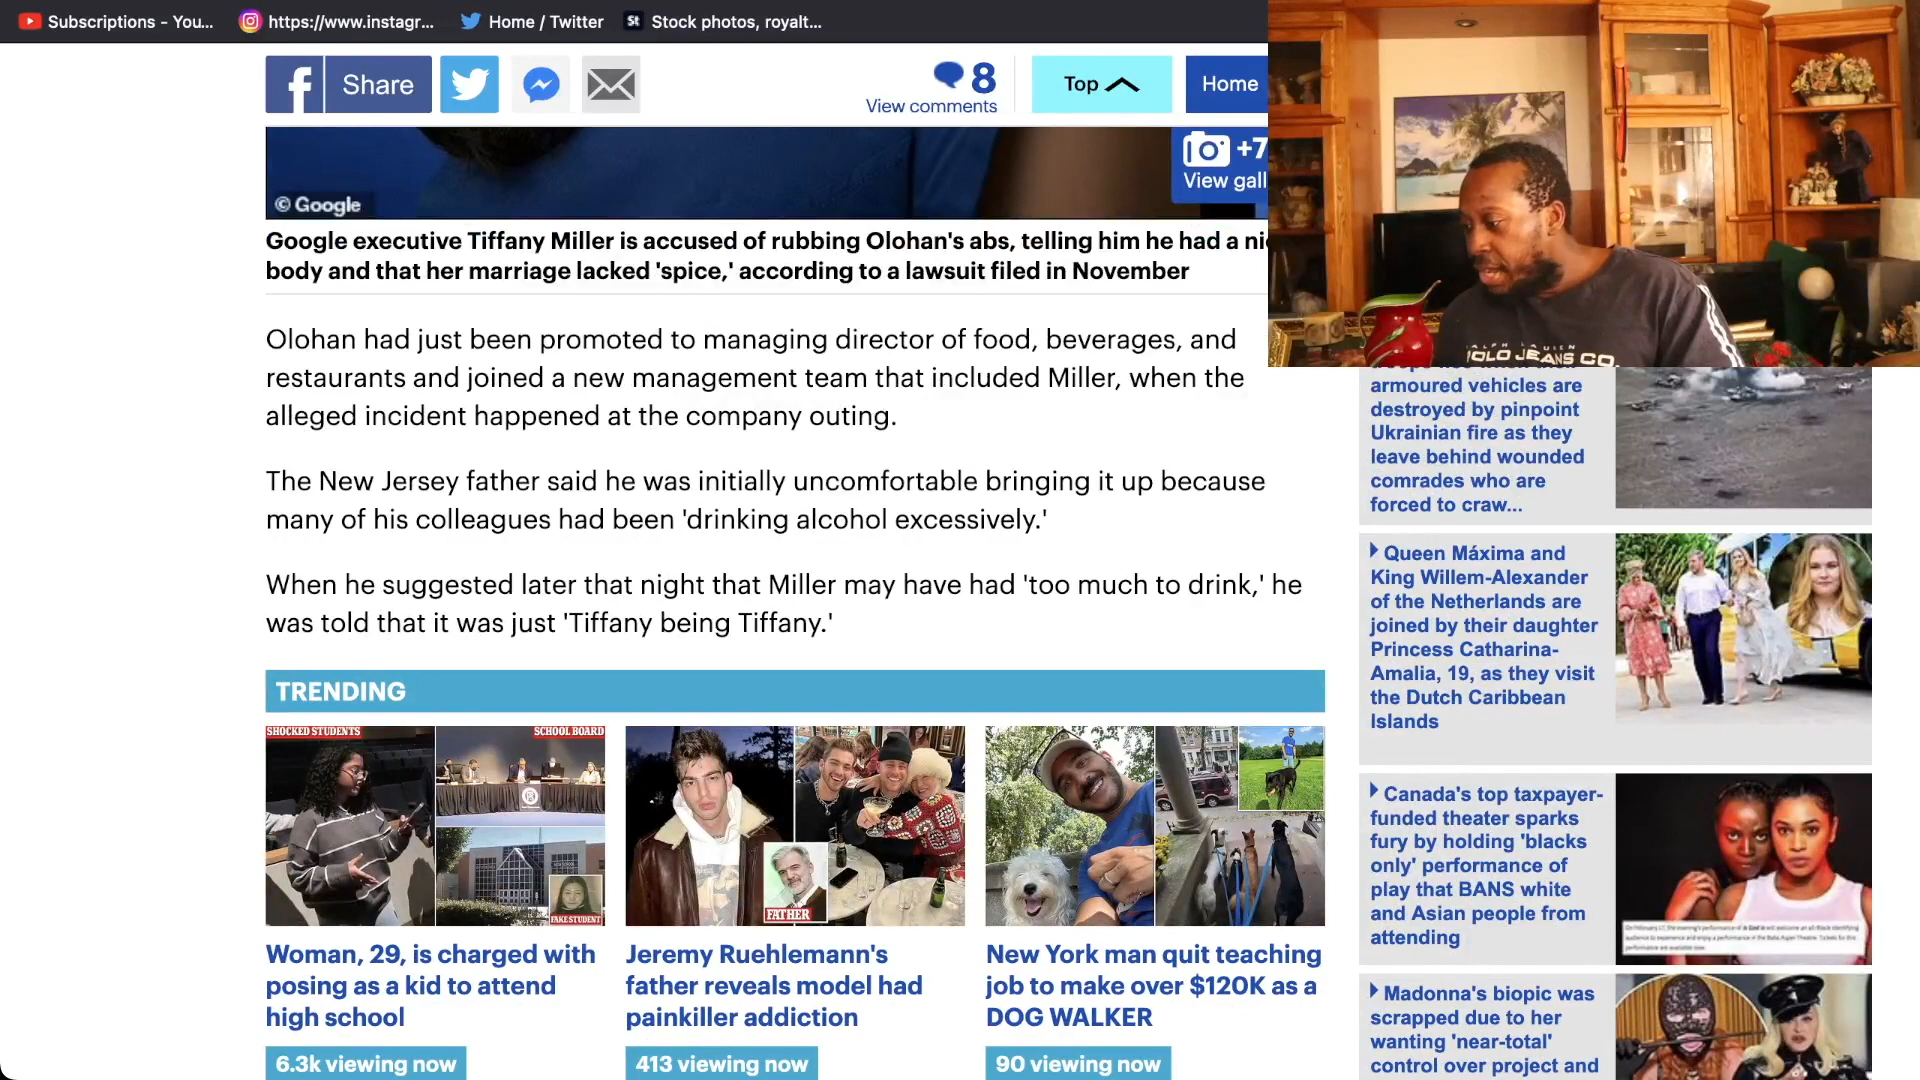 Subscriptions - You...
https://www.instagr...
Home / Twitter
St
Stock photos, royalt...
f
Share
8
View comments
Top
Home
+7
View gall
© Google
Google executive Tiffany Miller is accused of rubbing Olohan's abs, telling him he had a ni
body and that her marriage lacked 'spice,' according to a lawsuit filed in November
Olohan had just been promoted to managing director of food, beverages, and
restaurants and joined a new management team that included Miller, when the
alleged incident happened at the company outing.
The New Jersey father said he was initially uncomfortable bringing it up because
many of his colleagues had been 'drinking alcohol excessively.'
When he suggested later that night that Miller may have had 'too much to drink,' he
was told that it was just 'Tiffany being Tiffany.'
TRENDING
SHOCKED STUDENTS
SCHOOL BOARD
FAKE STUDENT
FATHER
Woman, 29, is charged with
posing as a kid to attend
high school
6.3k viewing now
Jeremy Ruehlemann's
father reveals model had
painkiller addiction
413 viewing now
New York man quit teaching
job to make over $120K as a
DOG WALKER
90 viewing now
POLO JEANS CO.
armoured vehicles are
destroyed by pinpoint
Ukrainian fire as they
leave behind wounded
comrades who are
forced to craw...
Queen Máxima and
King Willem-Alexander
of the Netherlands are
joined by their daughter
Princess Catharina-
Amalia, 19, as they visit
the Dutch Caribbean
Islands
Canada's top taxpayer-
funded theater sparks
fury by holding 'blacks
only' performance of
play that BANS white
and Asian people from
attending
Madonna's biopic was
scrapped due to her
wanting 'near-total'
control over project and